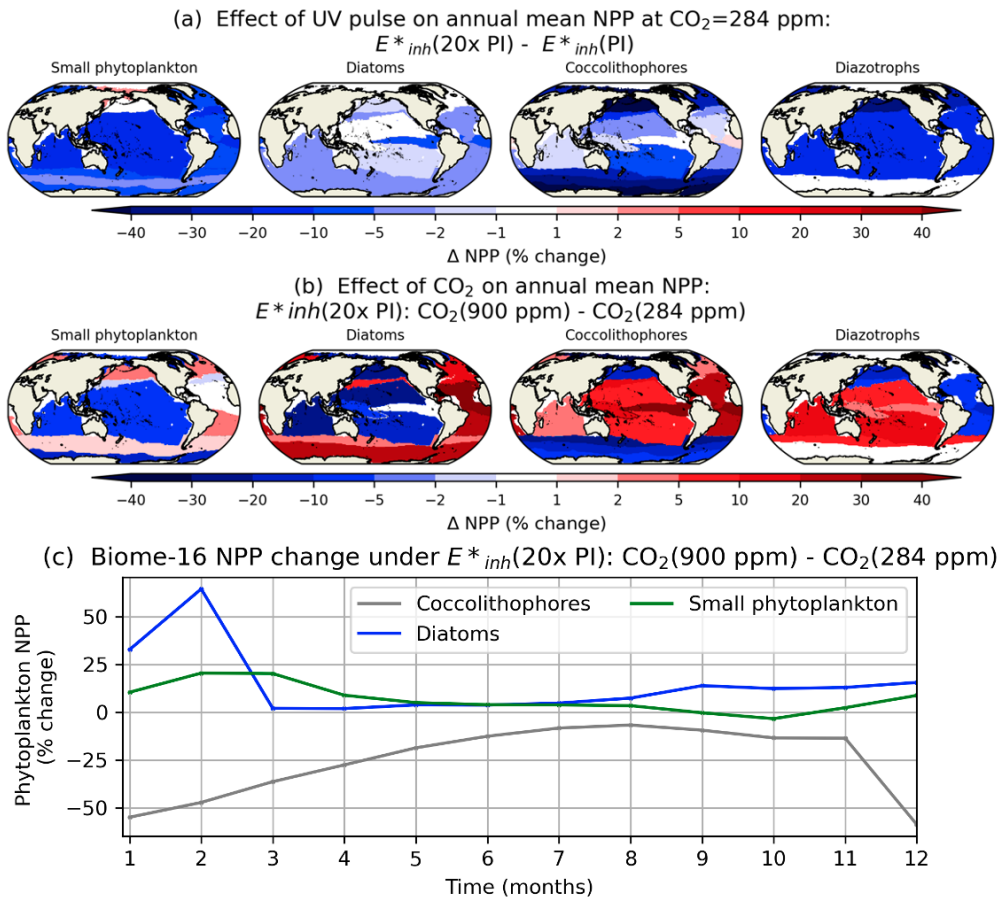 (a) Effect of UV pulse on annual mean NPP at CO₂=284 ppm:
E*inh(20x PI) - E*inh(PI)
Small phytoplankton Diatoms Coccolithophores Diazotrophs
−40 −30 −20 −10 −5 −2 −1 1 2 5 10 20 30 40
Δ NPP (% change)
(b) Effect of CO₂ on annual mean NPP:
E*inh(20x PI): CO₂(900 ppm) - CO₂(284 ppm)
Small phytoplankton Diatoms Coccolithophores Diazotrophs
−40 −30 −20 −10 −5 −2 −1 1 2 5 10 20 30 40
Δ NPP (% change)
(c) Biome-16 NPP change under E*inh(20x PI): CO₂(900 ppm) - CO₂(284 ppm)
Phytoplankton NPP
(% change)
50
25
0
−25
−50
Coccolithophores
Diatoms
Small phytoplankton
1 2 3 4 5 6 7 8 9 10 11 12
Time (months)